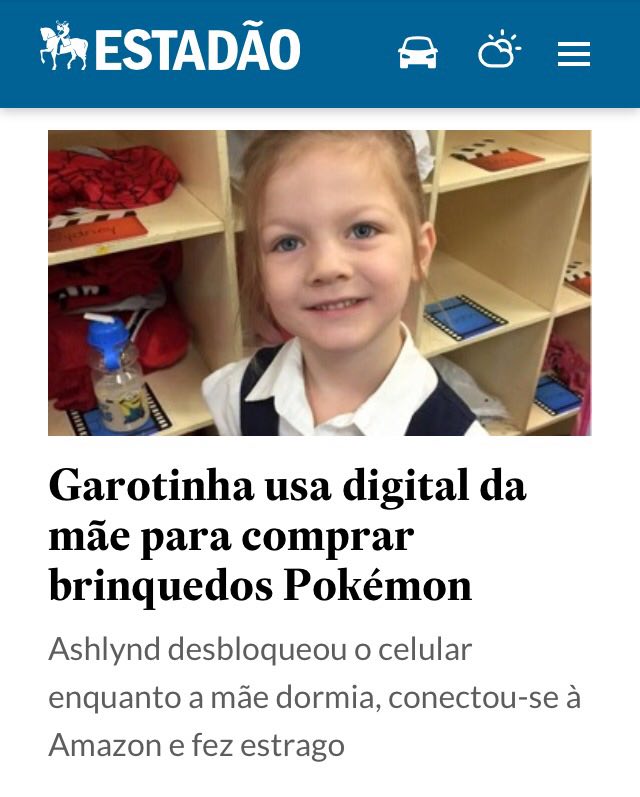 ESTADÃO
Garotinha usa digital da
mãe para comprar
brinquedos Pokémon
Ashlynd desbloqueou o celular
enquanto a mãe dormia, conectou-se à
Amazon e fez estrago